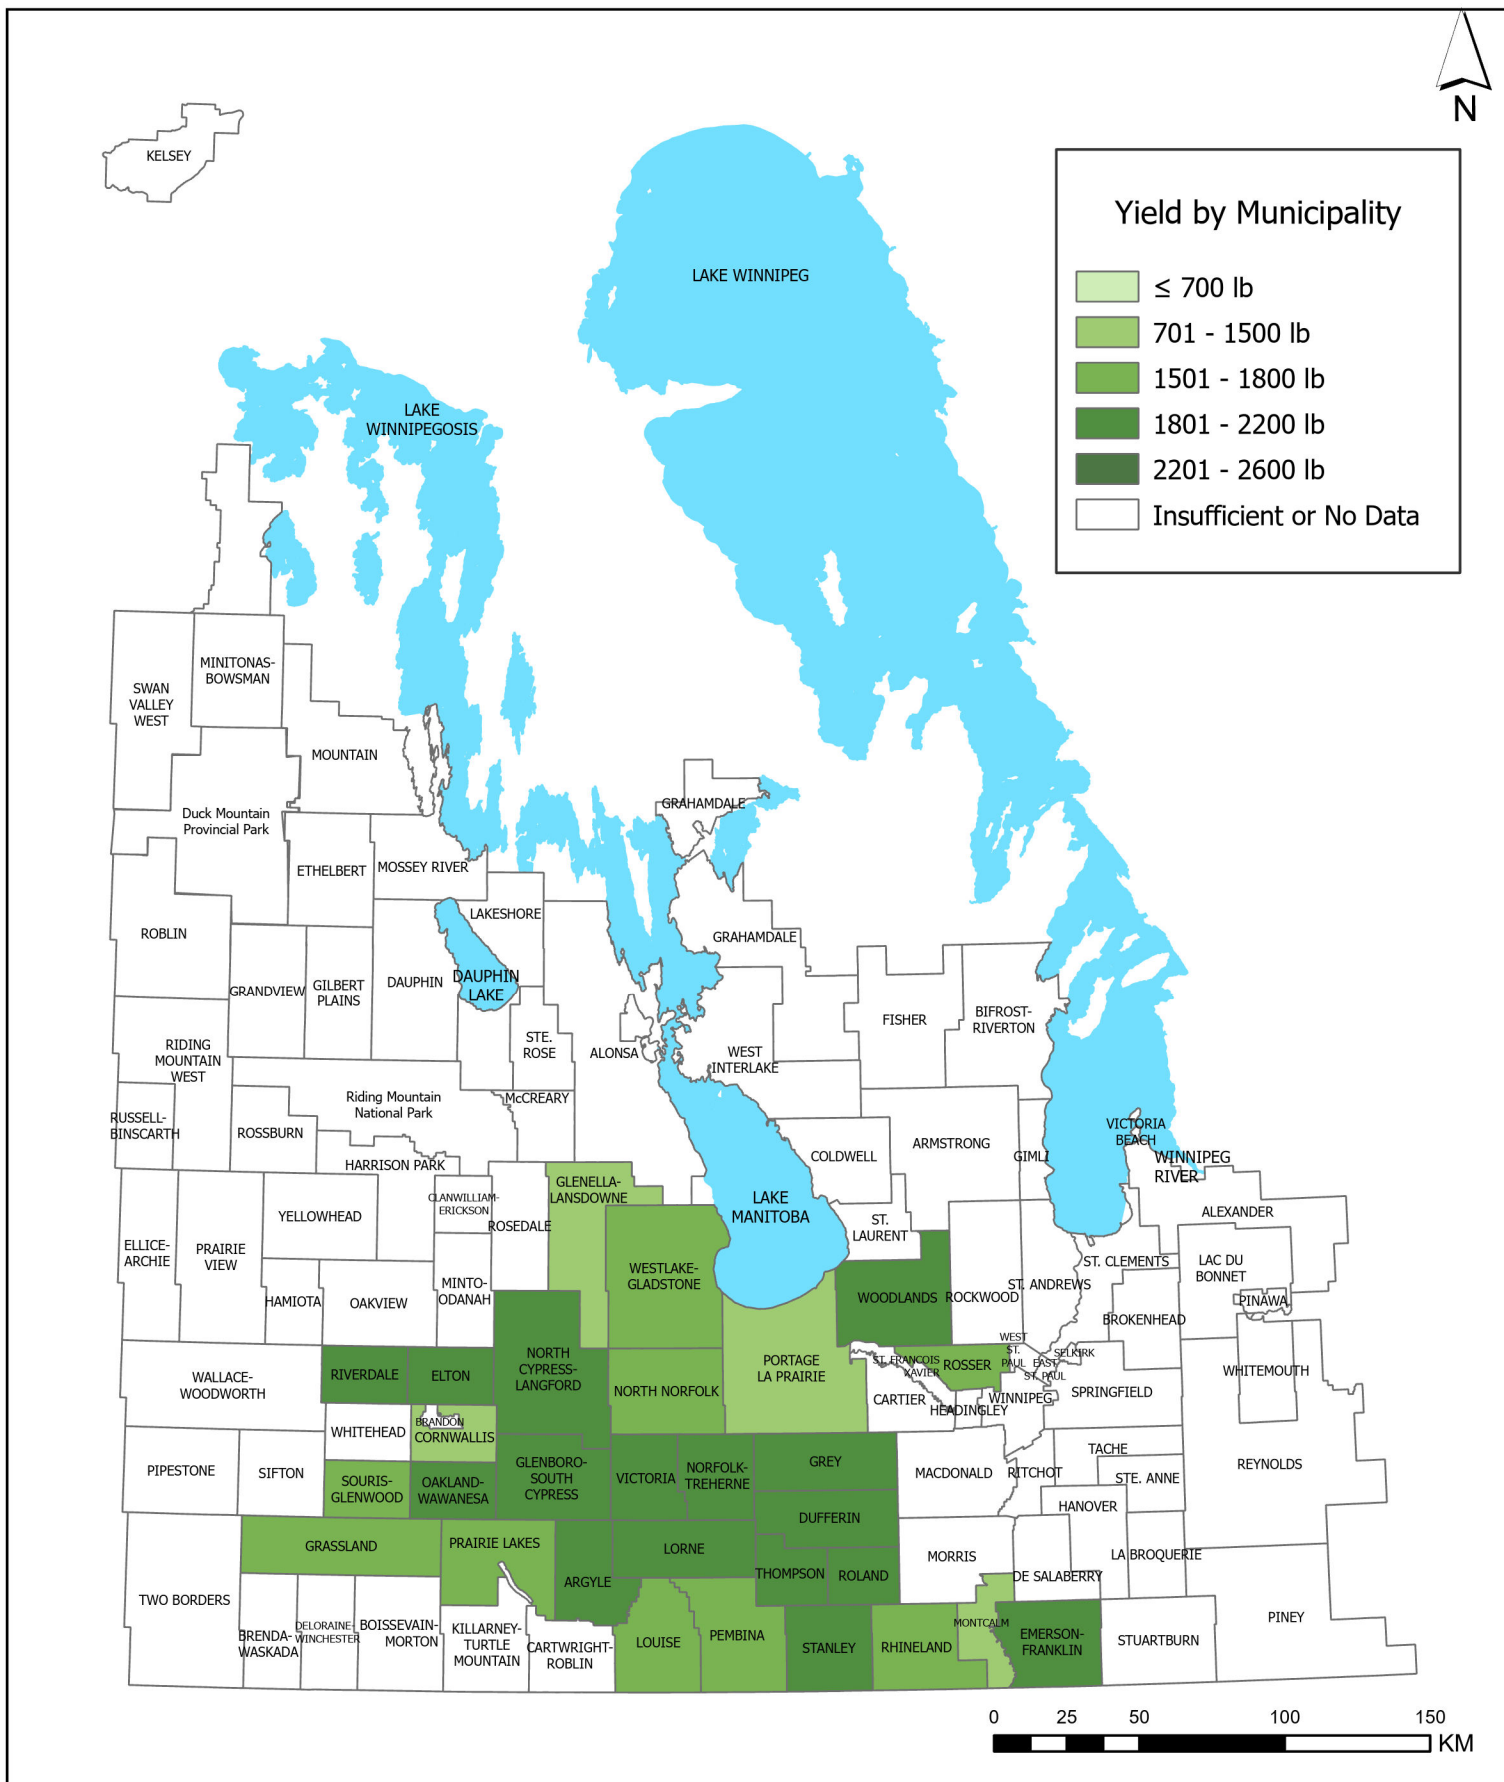 N
KELSEY
Yield by Municipality
≤ 700 lb
701 - 1500 lb
1501 - 1800 lb
1801 - 2200 lb
2201 - 2600 lb
Insufficient or No Data
LAKE WINNIPEG
LAKE
WINNIPEGOSIS
MINITONAS-
BOWSMAN
SWAN
VALLEY
WEST
MOUNTAIN
GRAHAMDALE
Duck Mountain
Provincial Park
ETHELBERT
MOSSEY RIVER
LAKESHORE
ROBLIN
GRAHAMDALE
GRANDVIEW
GILBERT
PLAINS
DAUPHIN
DAUPHIN
LAKE
FISHER
BIFROST-
RIVERTON
STE.
ROSE
ALONSA
WEST
INTERLAKE
RIDING
MOUNTAIN
WEST
Riding Mountain
National Park
McCREARY
RUSSELL-
BINSCARTH
ROSSBURN
HARRISON PARK
ARMSTRONG
COLDWELL
GIMLI
VICTORIA
BEACH
WINNIPEG
RIVER
GLENELLA-
LANSDOWNE
CLANWILLIAM-
ERICKSON
ROSEDALE
YELLOWHEAD
LAKE
MANITOBA
ST.
LAURENT
ALEXANDER
ELLICE-
ARCHIE
PRAIRIE
VIEW
WESTLAKE-
GLADSTONE
ST. CLEMENTS
LAC DU
BONNET
HAMIOTA
OAKVIEW
MINTO-
ODANAH
WOODLANDS
ROCKWOOD
ST. ANDREWS
PINAWA
BROKENHEAD
WALLACE-
WOODWORTH
RIVERDALE
ELTON
NORTH
CYPRESS-
LANGFORD
NORTH NORFOLK
PORTAGE
LA PRAIRIE
ST. FRANCOIS
XAVIER
ROSSER
WEST
ST.
PAUL
EAST
ST. PAUL
SELKIRK
WHITEMOUTH
CARTIER
HEADINGLEY
WINNIPEG
SPRINGFIELD
WHITEHEAD
BRANDON
CORNWALLIS
PIPESTONE
SIFTON
SOURIS-
GLENWOOD
OAKLAND-
WAWANESA
GLENBORO-
SOUTH
CYPRESS
VICTORIA
NORFOLK-
TREHERNE
GREY
MACDONALD
RITCHOT
TACHE
STE. ANNE
REYNOLDS
HANOVER
DUFFERIN
GRASSLAND
PRAIRIE LAKES
LORNE
MORRIS
LA BROQUERIE
DE SALABERRY
ARGYLE
THOMPSON
ROLAND
TWO BORDERS
BRENDA-
WASKADA
DELORAINE-
WINCHESTER
BOISSEVAIN-
MORTON
KILLARNEY-
TURTLE
MOUNTAIN
CARTWRIGHT-
ROBLIN
LOUISE
PEMBINA
STANLEY
RHINELAND
MONTCALM
EMERSON-
FRANKLIN
STUARTBURN
PINEY
0 25 50 100 150
KM